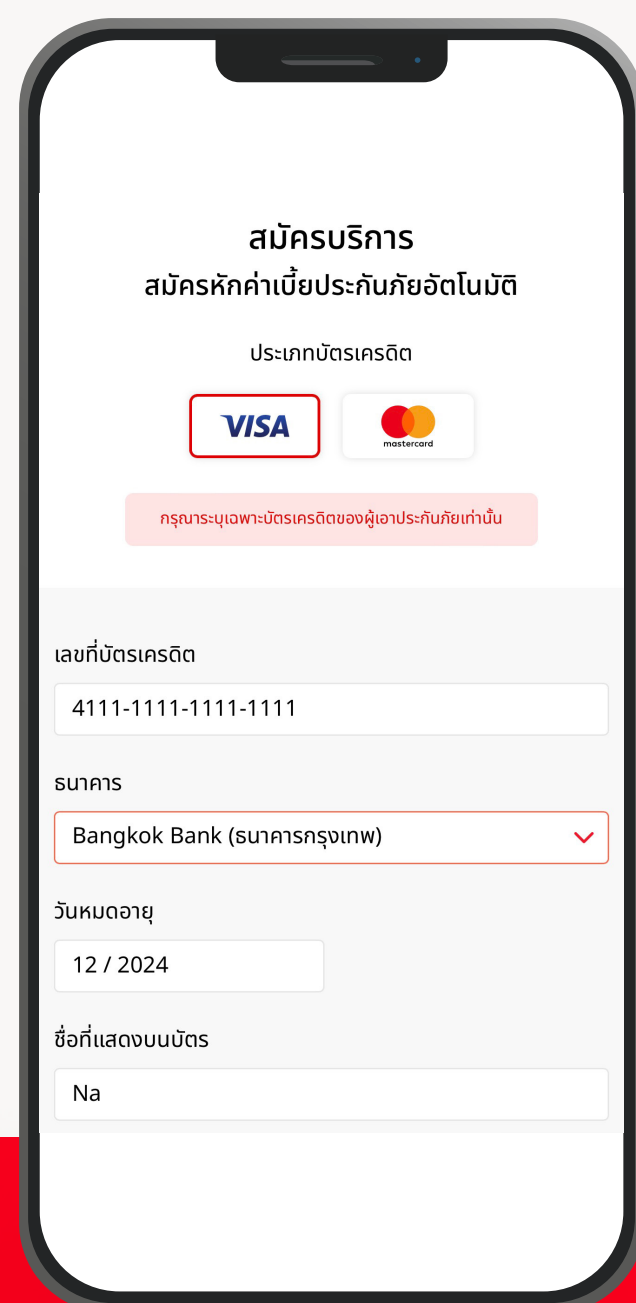 สมัครบริการ
สมัครหักค่าเบี้ยประกันภัยอัตโนมัติ
ประเภทบัตรเครดิต
VISA
mastercard
กรุณาระบุเฉพาะบัตรเครดิตของผู้เอาประกันภัยเท่านั้น
เลขที่บัตรเครดิต
4111-1111-1111-1111
ธนาคาร
Bangkok Bank (ธนาคารกรุงเทพ)
วันหมดอายุ
12 / 2024
ชื่อที่แสดงบนบัตร
Na